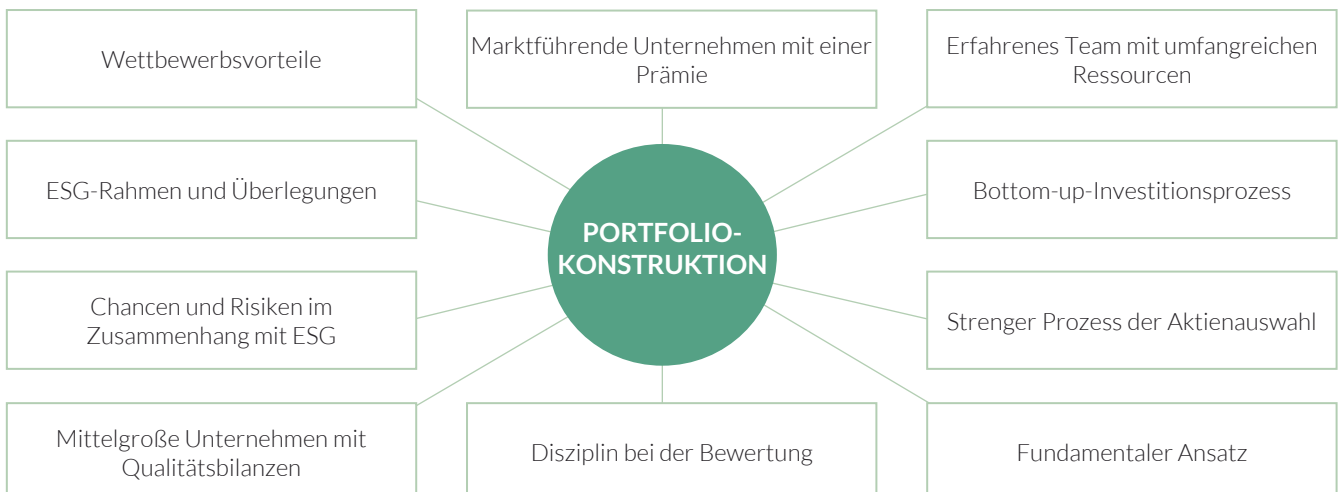 Wettbewerbsvorteile
Marktführende Unternehmen mit einer
Prämie
Erfahrenes Team mit umfangreichen
Ressourcen
ESG-Rahmen und Überlegungen
Bottom-up-Investitionsprozess
PORTFOLIO-
KONSTRUKTION
Chancen und Risiken im
Zusammenhang mit ESG
Strenger Prozess der Aktienauswahl
Mittelgroße Unternehmen mit
Qualitätsbilanzen
Disziplin bei der Bewertung
Fundamentaler Ansatz